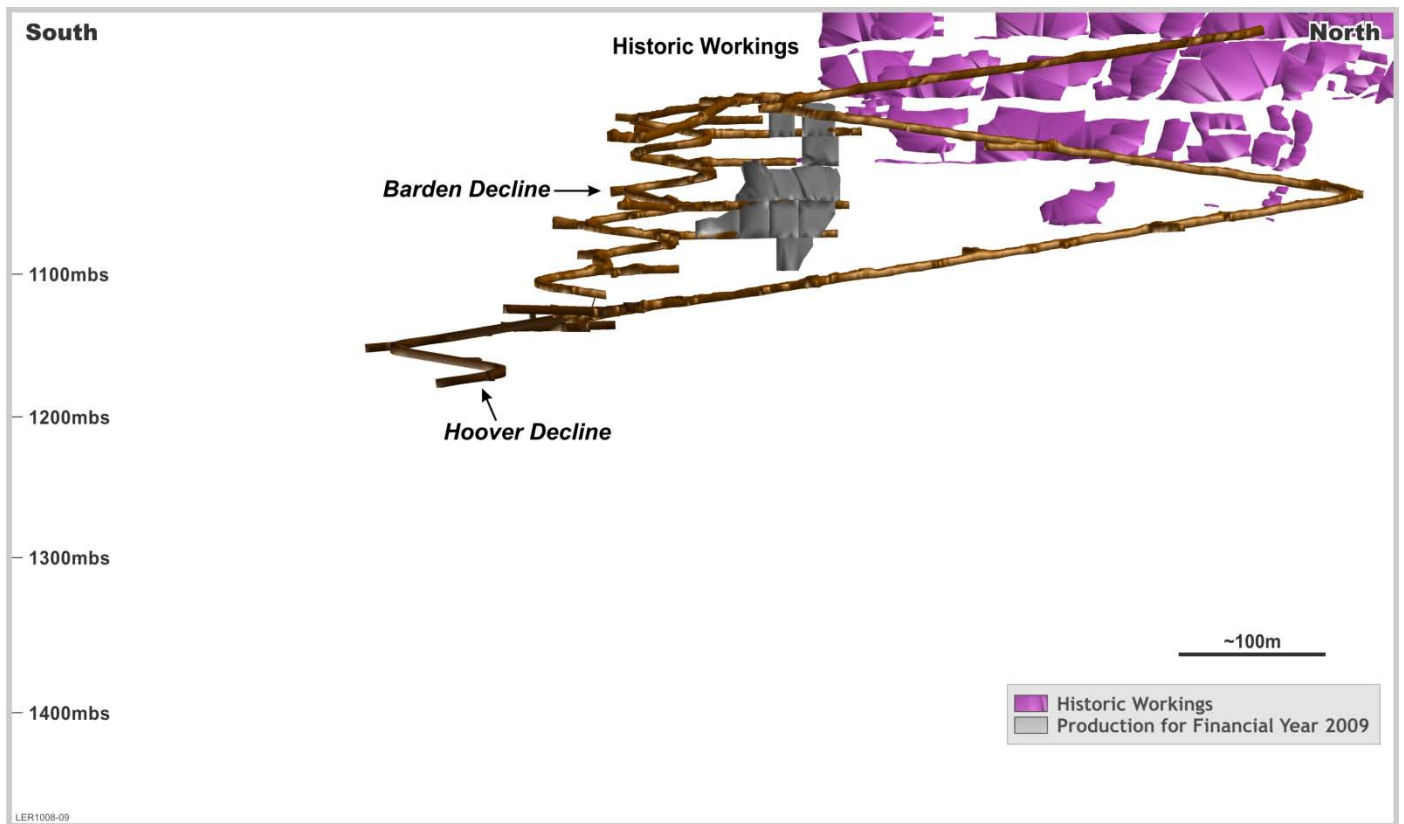 South
North
Historic Workings
Barden Decline
1100mbs
1200mbs
Hoover Decline
1300mbs
~100m
1400mbs
Historic Workings
Production for Financial Year 2009
LER1008-09